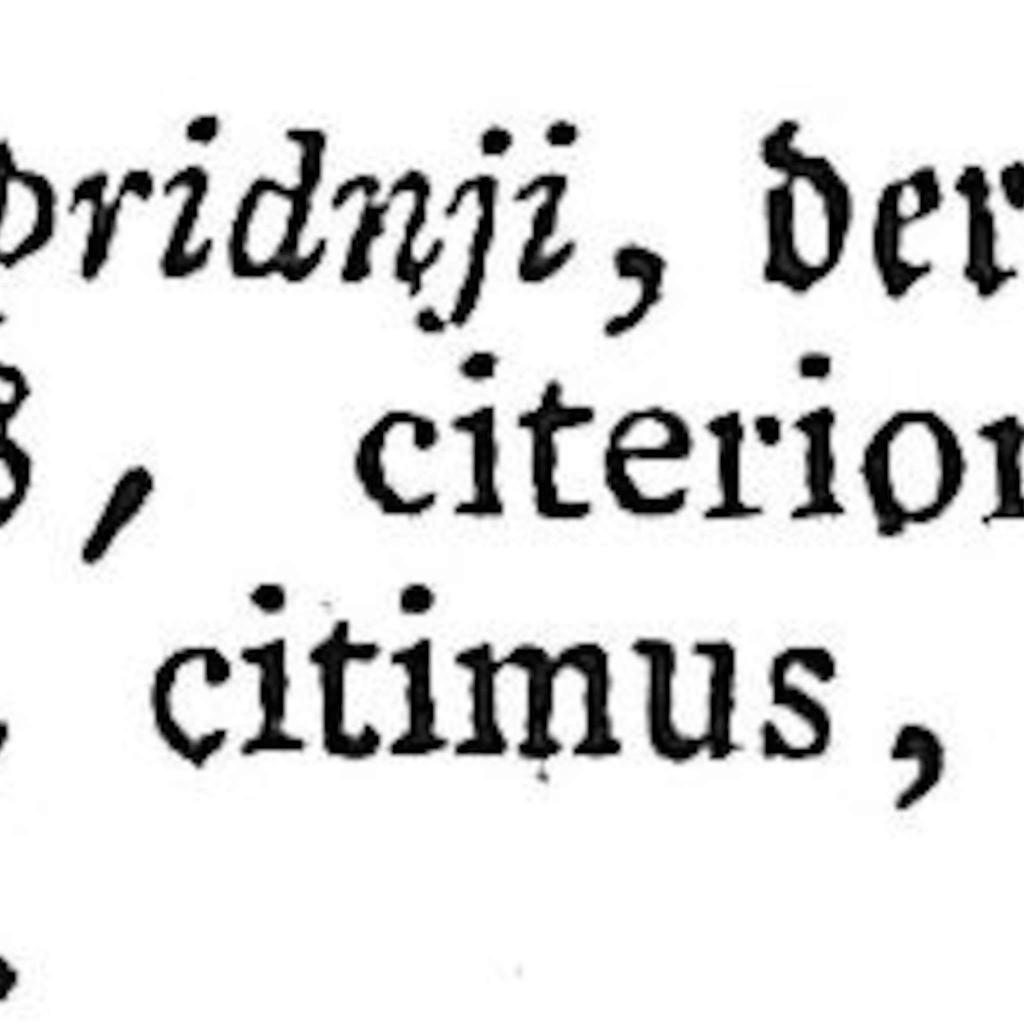 pridnji, der
, citerior
citimus,